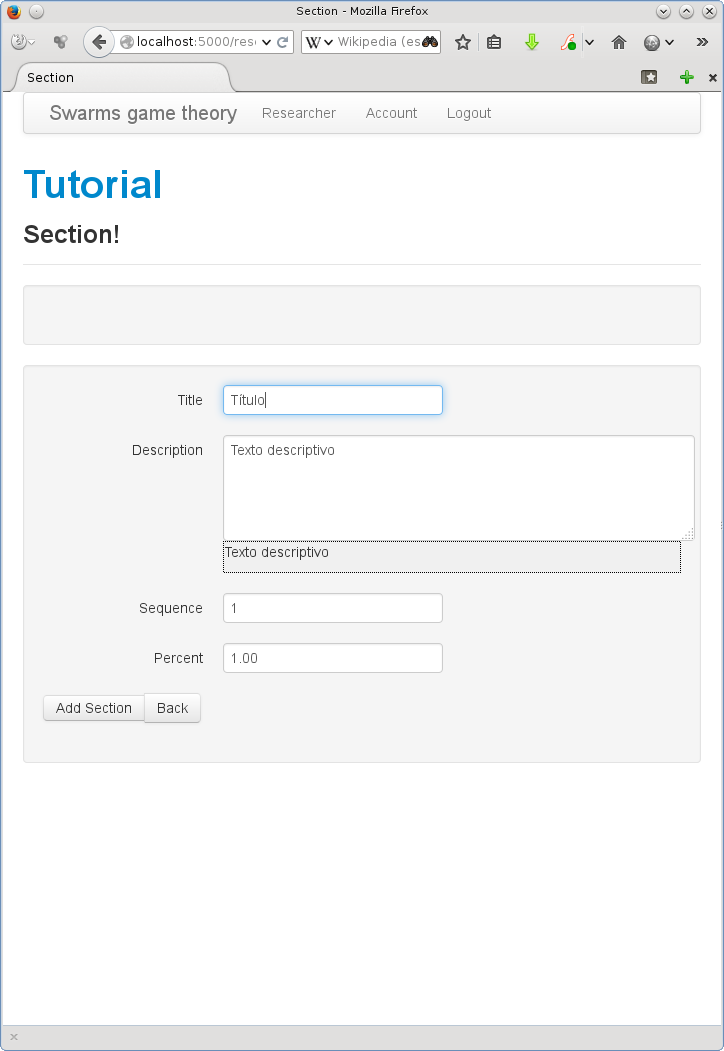 Section - Mozilla Firefox
localhost:5000/res
W Wikipedia (es
Section
Swarms game theory Researcher Account Logout
Tutorial
Section!
Title Título
Description Texto descriptivo
Texto descriptivo
Sequence 1
Percent 1.00
Add Section Back